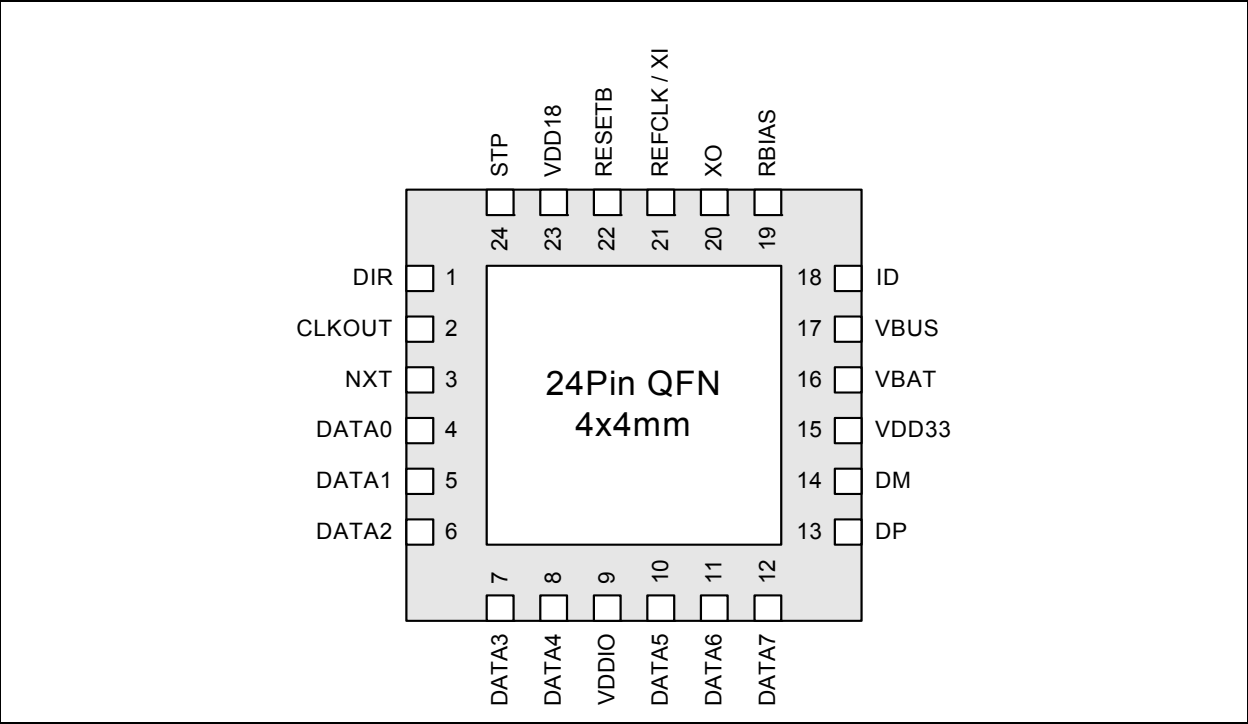 STP
VDD18
RESETB
REFCLK / XI
XO
RBIAS
24
23
22
21
20
19
DIR 1
CLKOUT 2
NXT 3
DATA0 4
DATA1 5
DATA2 6
24Pin QFN
4x4mm
18 ID
17 VBUS
16 VBAT
15 VDD33
14 DM
13 DP
7
8
9
10
11
12
DATA3
DATA4
VDDIO
DATA5
DATA6
DATA7